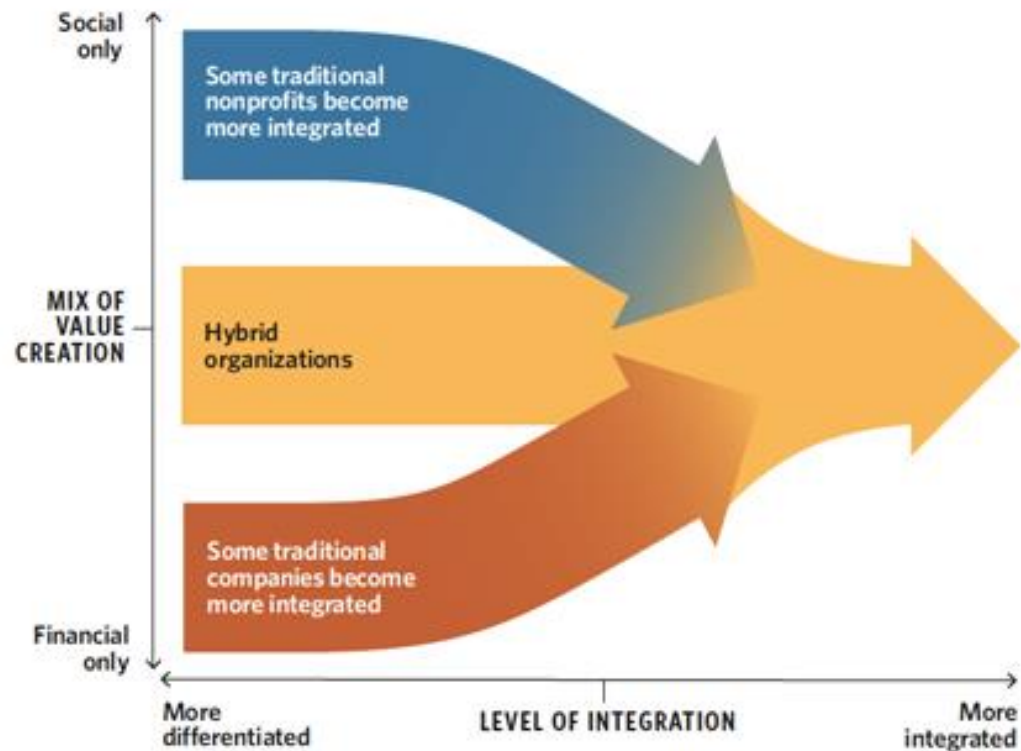 Social
only
Some traditional
nonprofits become
more integrated
MIX OF
VALUE
CREATION
Hybrid
organizations
Some traditional
companies become
more integrated
Financial
only
More
differentiated
LEVEL OF INTEGRATION
More
integrated